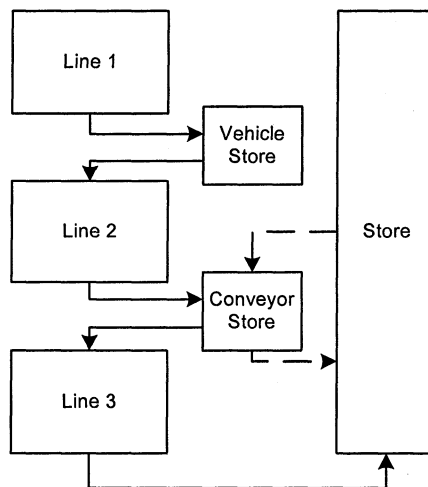 Line 1
Vehicle
Store
Line 2
Store
Conveyor
Store
Line 3